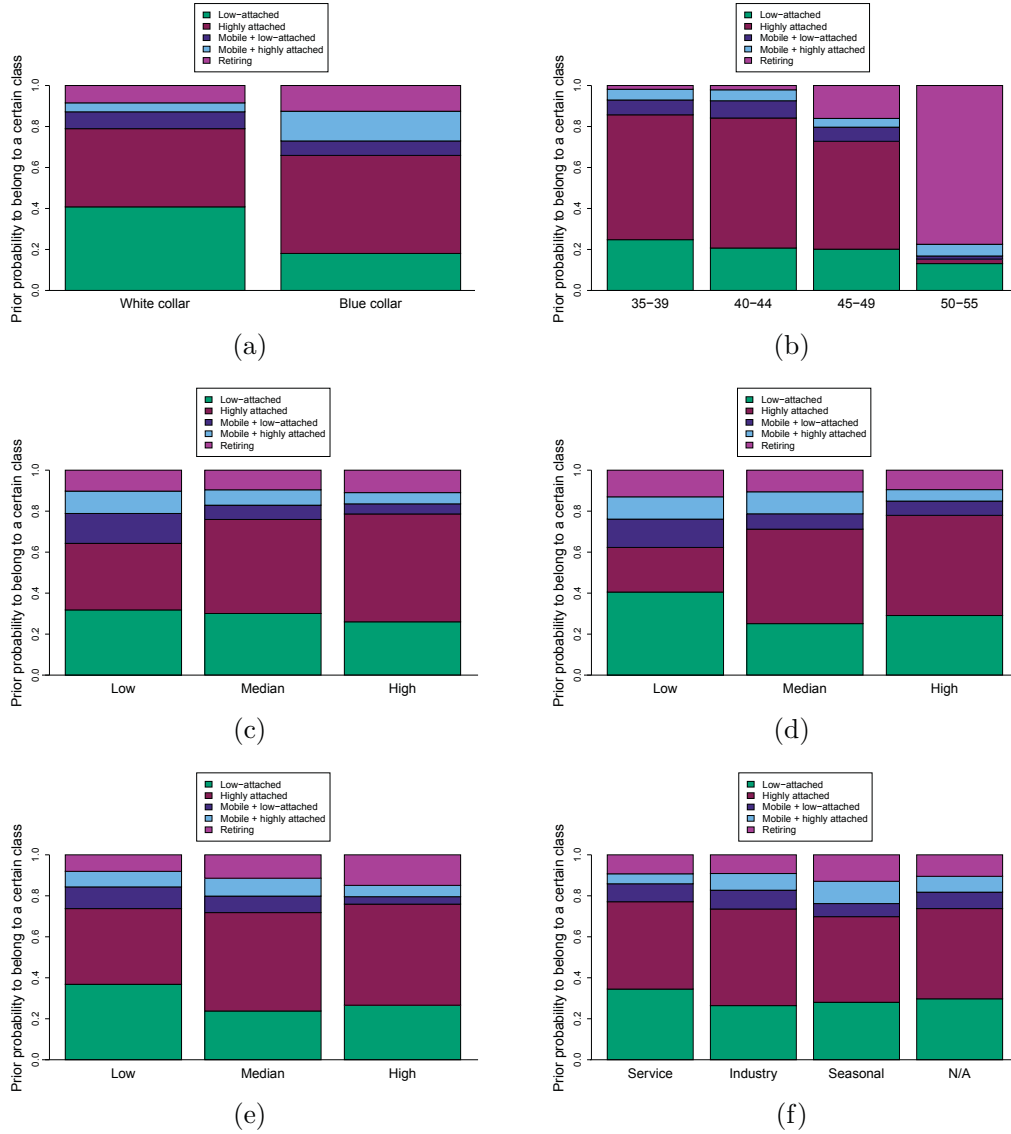 Low−attached
Highly attached
Mobile + low−attached
Mobile + highly attached
Retiring
Prior probability to belong to a certain class
0.0 0.2 0.4 0.6 0.8 1.0
White collar Blue collar
(a)
Low−attached
Highly attached
Mobile + low−attached
Mobile + highly attached
Retiring
Prior probability to belong to a certain class
0.0 0.2 0.4 0.6 0.8 1.0
35−39 40−44 45−49 50−55
(b)
Low−attached
Highly attached
Mobile + low−attached
Mobile + highly attached
Retiring
Prior probability to belong to a certain class
0.0 0.2 0.4 0.6 0.8 1.0
Low Median High
(c)
Low−attached
Highly attached
Mobile + low−attached
Mobile + highly attached
Retiring
Prior probability to belong to a certain class
0.0 0.2 0.4 0.6 0.8 1.0
Low Median High
(d)
Low−attached
Highly attached
Mobile + low−attached
Mobile + highly attached
Retiring
Prior probability to belong to a certain class
0.0 0.2 0.4 0.6 0.8 1.0
Low Median High
(e)
Low−attached
Highly attached
Mobile + low−attached
Mobile + highly attached
Retiring
Prior probability to belong to a certain class
0.0 0.2 0.4 0.6 0.8 1.0
Service Industry Seasonal N/A
(f)